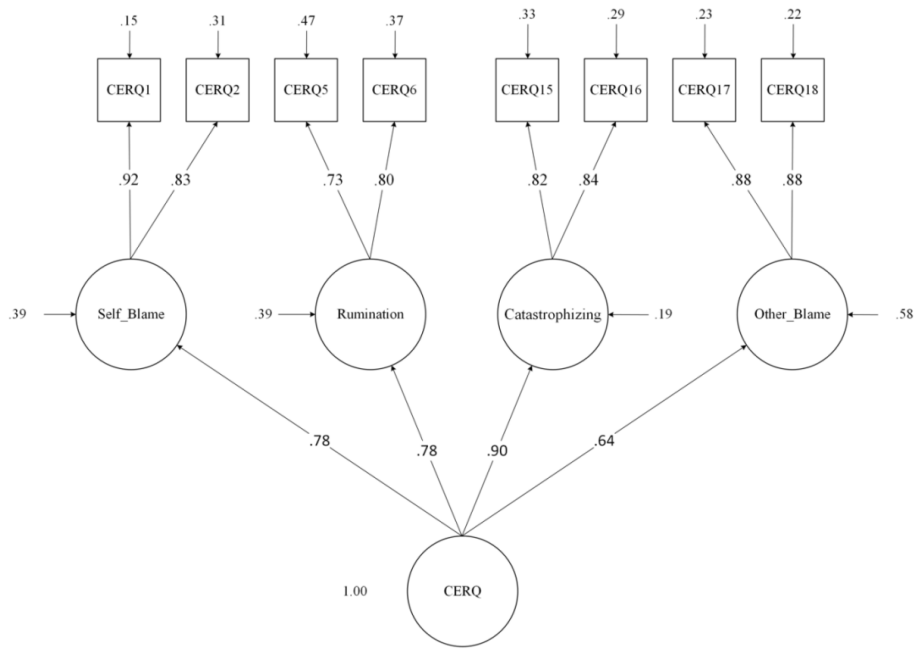 .15 .31 .47 .37 .33 .29 .23 .22
CERQ1 CERQ2 CERQ5 CERQ6 CERQ15 CERQ16 CERQ17 CERQ18
.92 .83 .73 .80 .82 .84 .88 .88
.39 Self_Blame .39 Rumination Catastrophizing .19 Other_Blame .58
.78 .78 .90 .64
1.00 CERQ